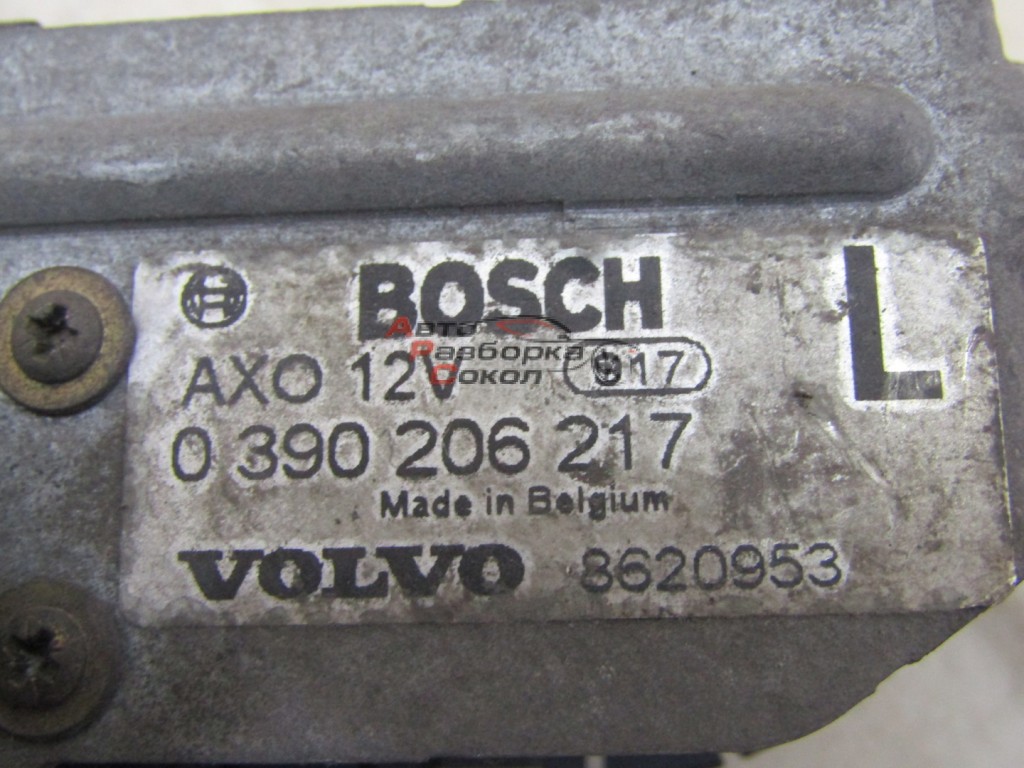 BOSCH
L
AXO 12V 917
0 390 206 217
Made in Belgium
VOLVO 8620953
Авто
Разборка
Сокол